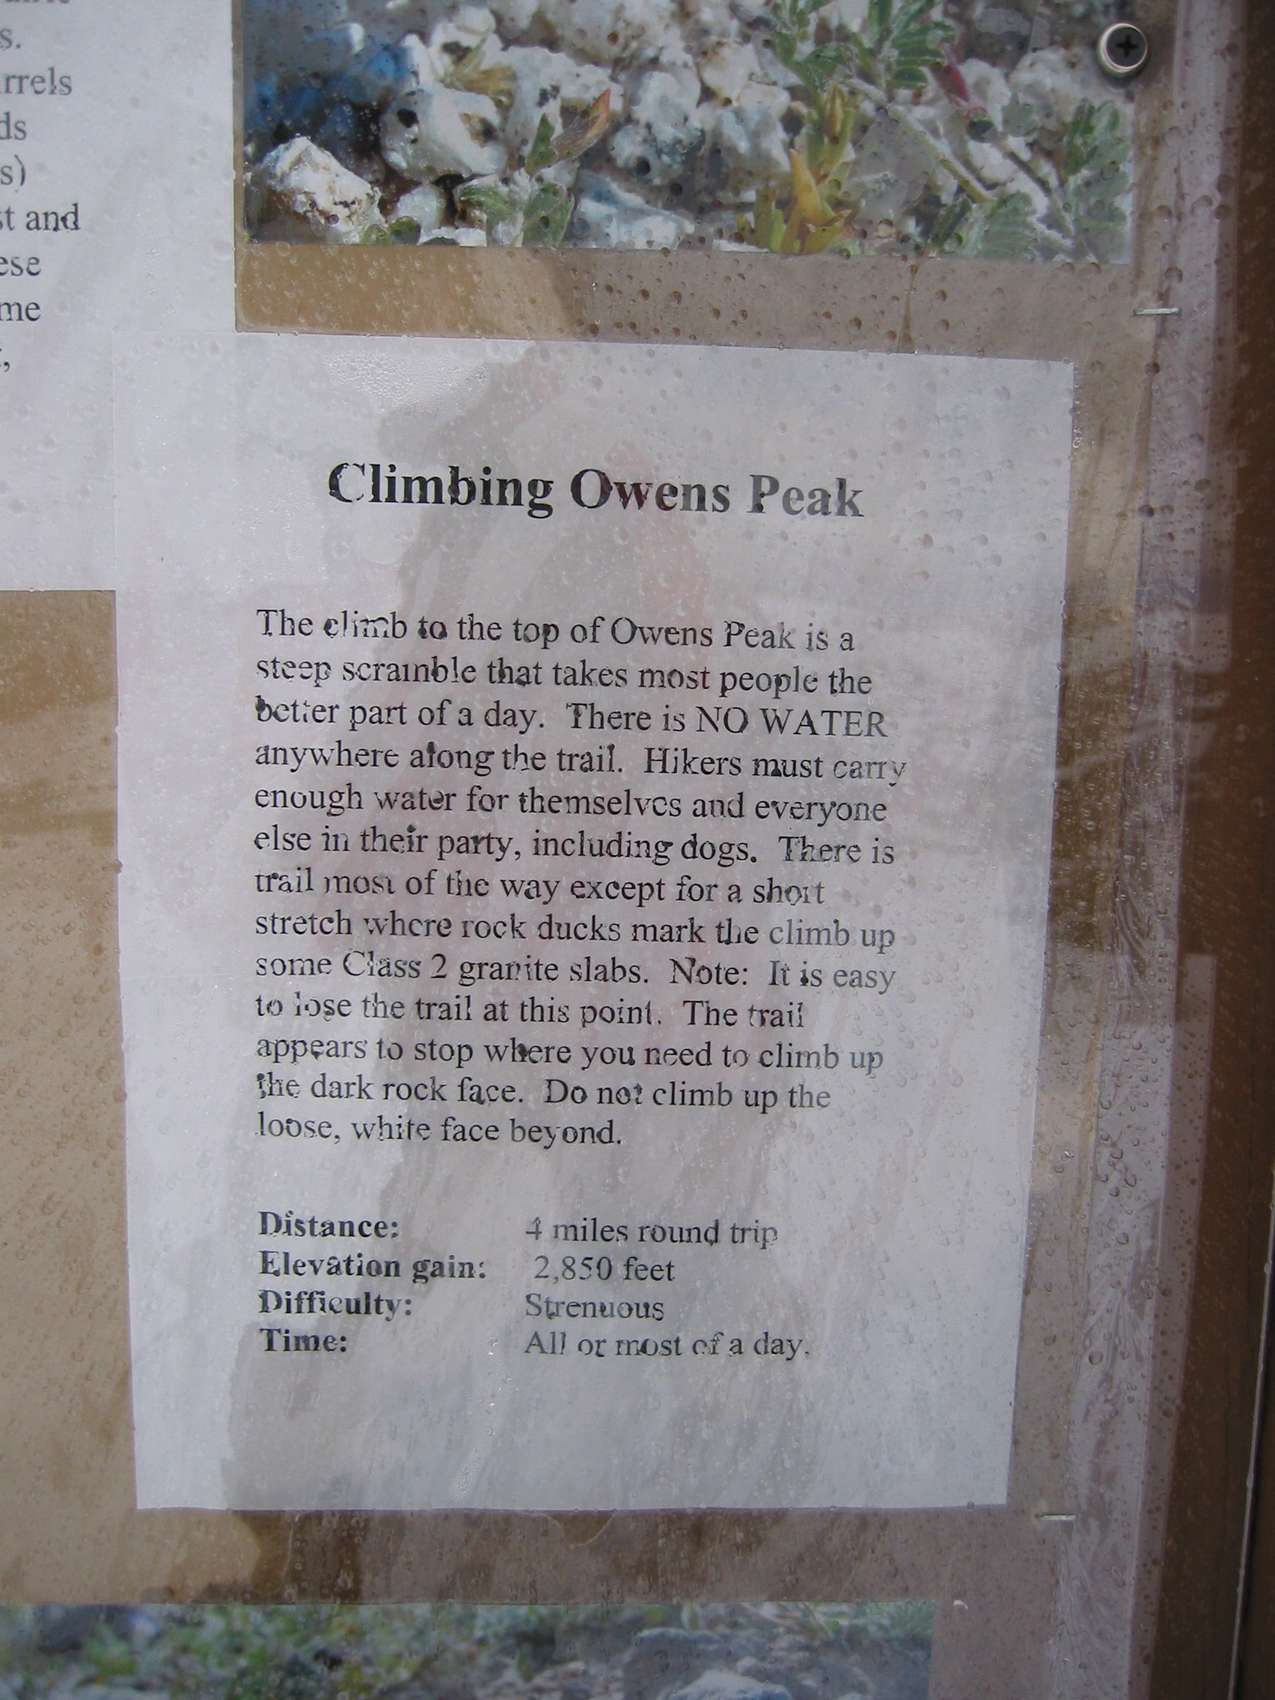 s.
rrels
ds
s)
st and
ese
me
Climbing Owens Peak
The climb to the top of Owens Peak is a
steep scramble that takes most people the
better part of a day. There is NO WATER
anywhere along the trail. Hikers must carry
enough water for themselves and everyone
else in their party, including dogs. There is
trail most of the way except for a short
stretch where rock ducks mark the climb up
some Class 2 granite slabs. Note: It is easy
to lose the trail at this point. The trail
appears to stop where you need to climb up
the dark rock face. Do not climb up the
loose, white face beyond.
Distance: 4 miles round trip
Elevation gain: 2,850 feet
Difficulty: Strenuous
Time: All or most of a day.